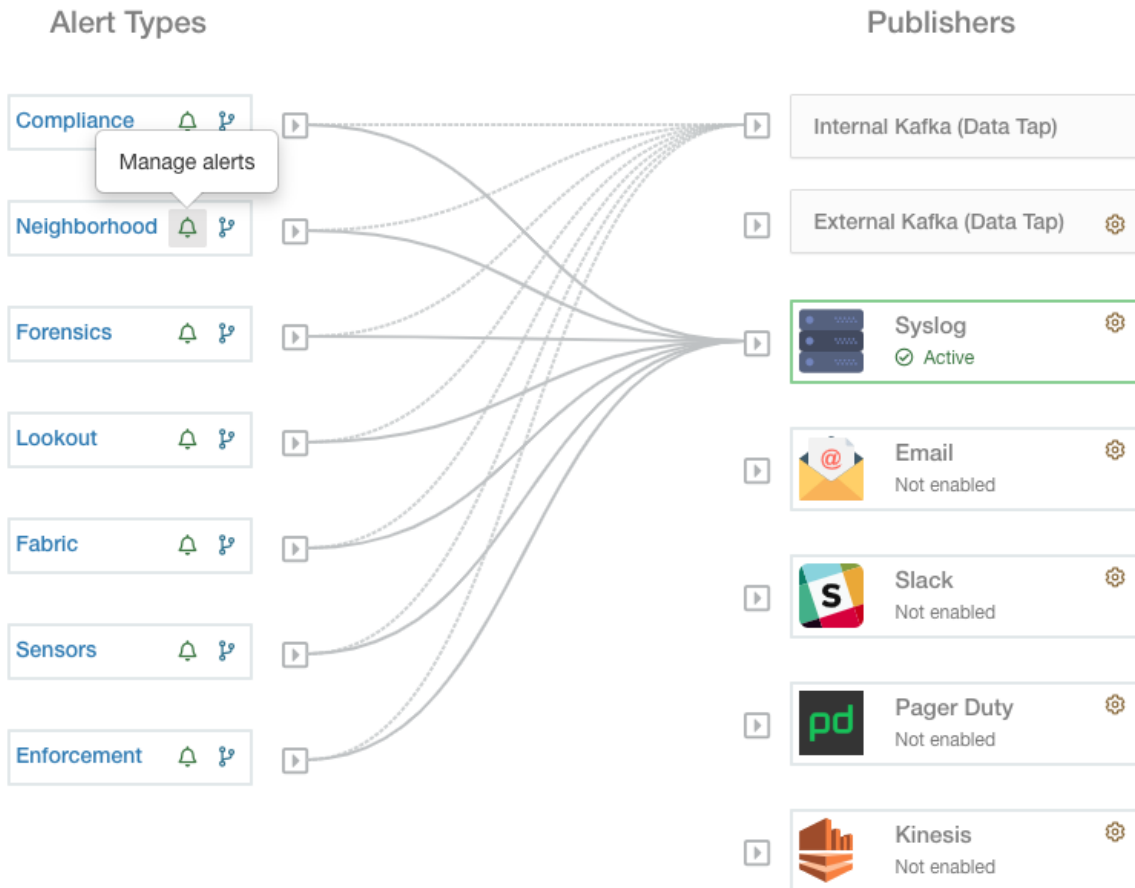 Alert Types
Publishers
Compliance
Manage alerts
Neighborhood
Forensics
Lookout
Fabric
Sensors
Enforcement
Internal Kafka (Data Tap)
External Kafka (Data Tap)
Syslog
Active
@
Email
Not enabled
S
Slack
Not enabled
pd
Pager Duty
Not enabled
Kinesis
Not enabled